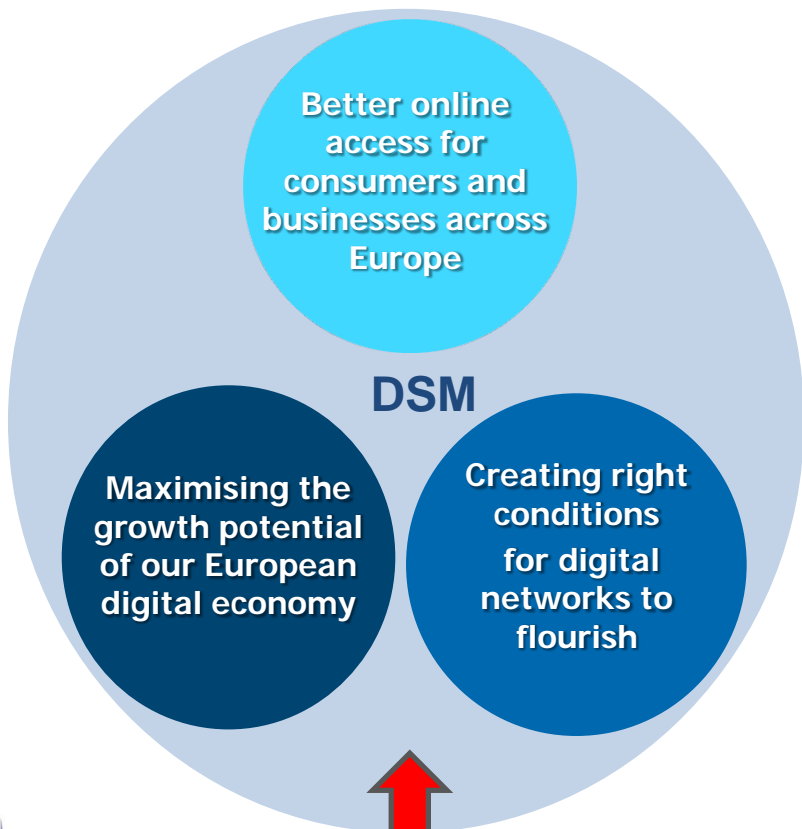 Better online
access for
consumers and
businesses across
Europe
DSM
Maximising the
growth potential
of our European
digital economy
Creating right
conditions
for digital
networks to
flourish